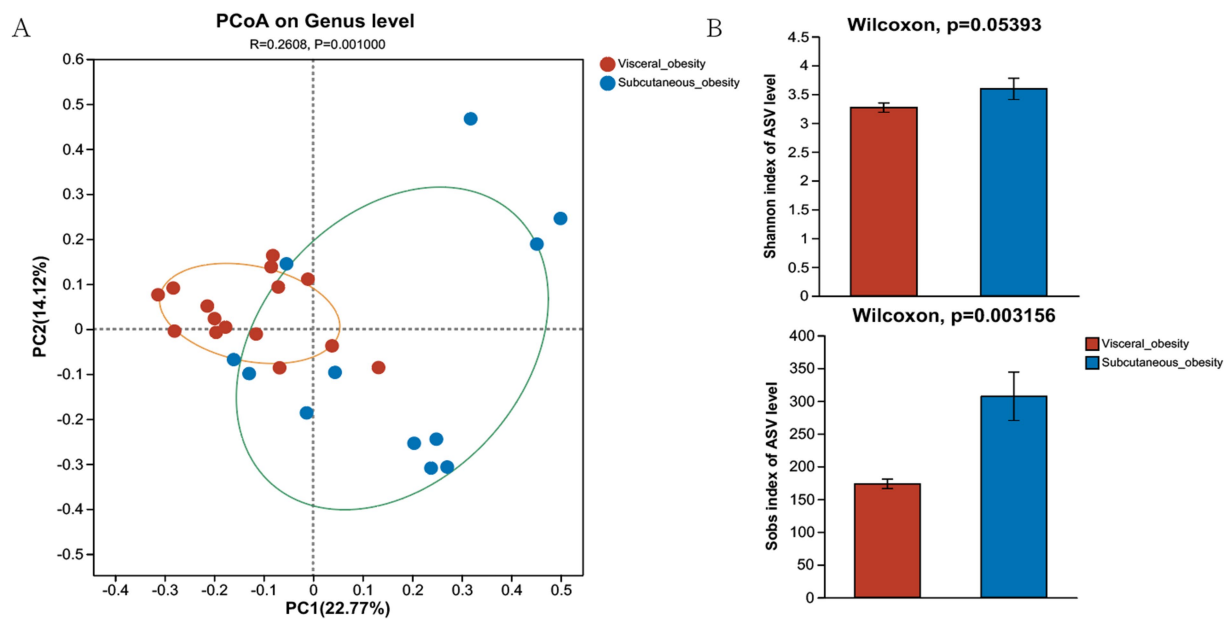 A
PCoA on Genus level
R=0.2608, P=0.001000
Visceral_obesity
Subcutaneous_obesity
PC2(14.12%)
0.6
0.5
0.4
0.3
0.2
0.1
0
-0.1
-0.2
-0.3
-0.4
-0.5
-0.4
-0.3
-0.2
-0.1
0
0.1
0.2
0.3
0.4
0.5
PC1(22.77%)
B
Wilcoxon, p=0.05393
Shannon index of ASV level
4.5
4
3.5
3
2.5
2
1.5
1
0.5
0
Wilcoxon, p=0.003156
Sobs index of ASV level
400
350
300
250
200
150
100
50
0
Visceral_obesity
Subcutaneous_obesity